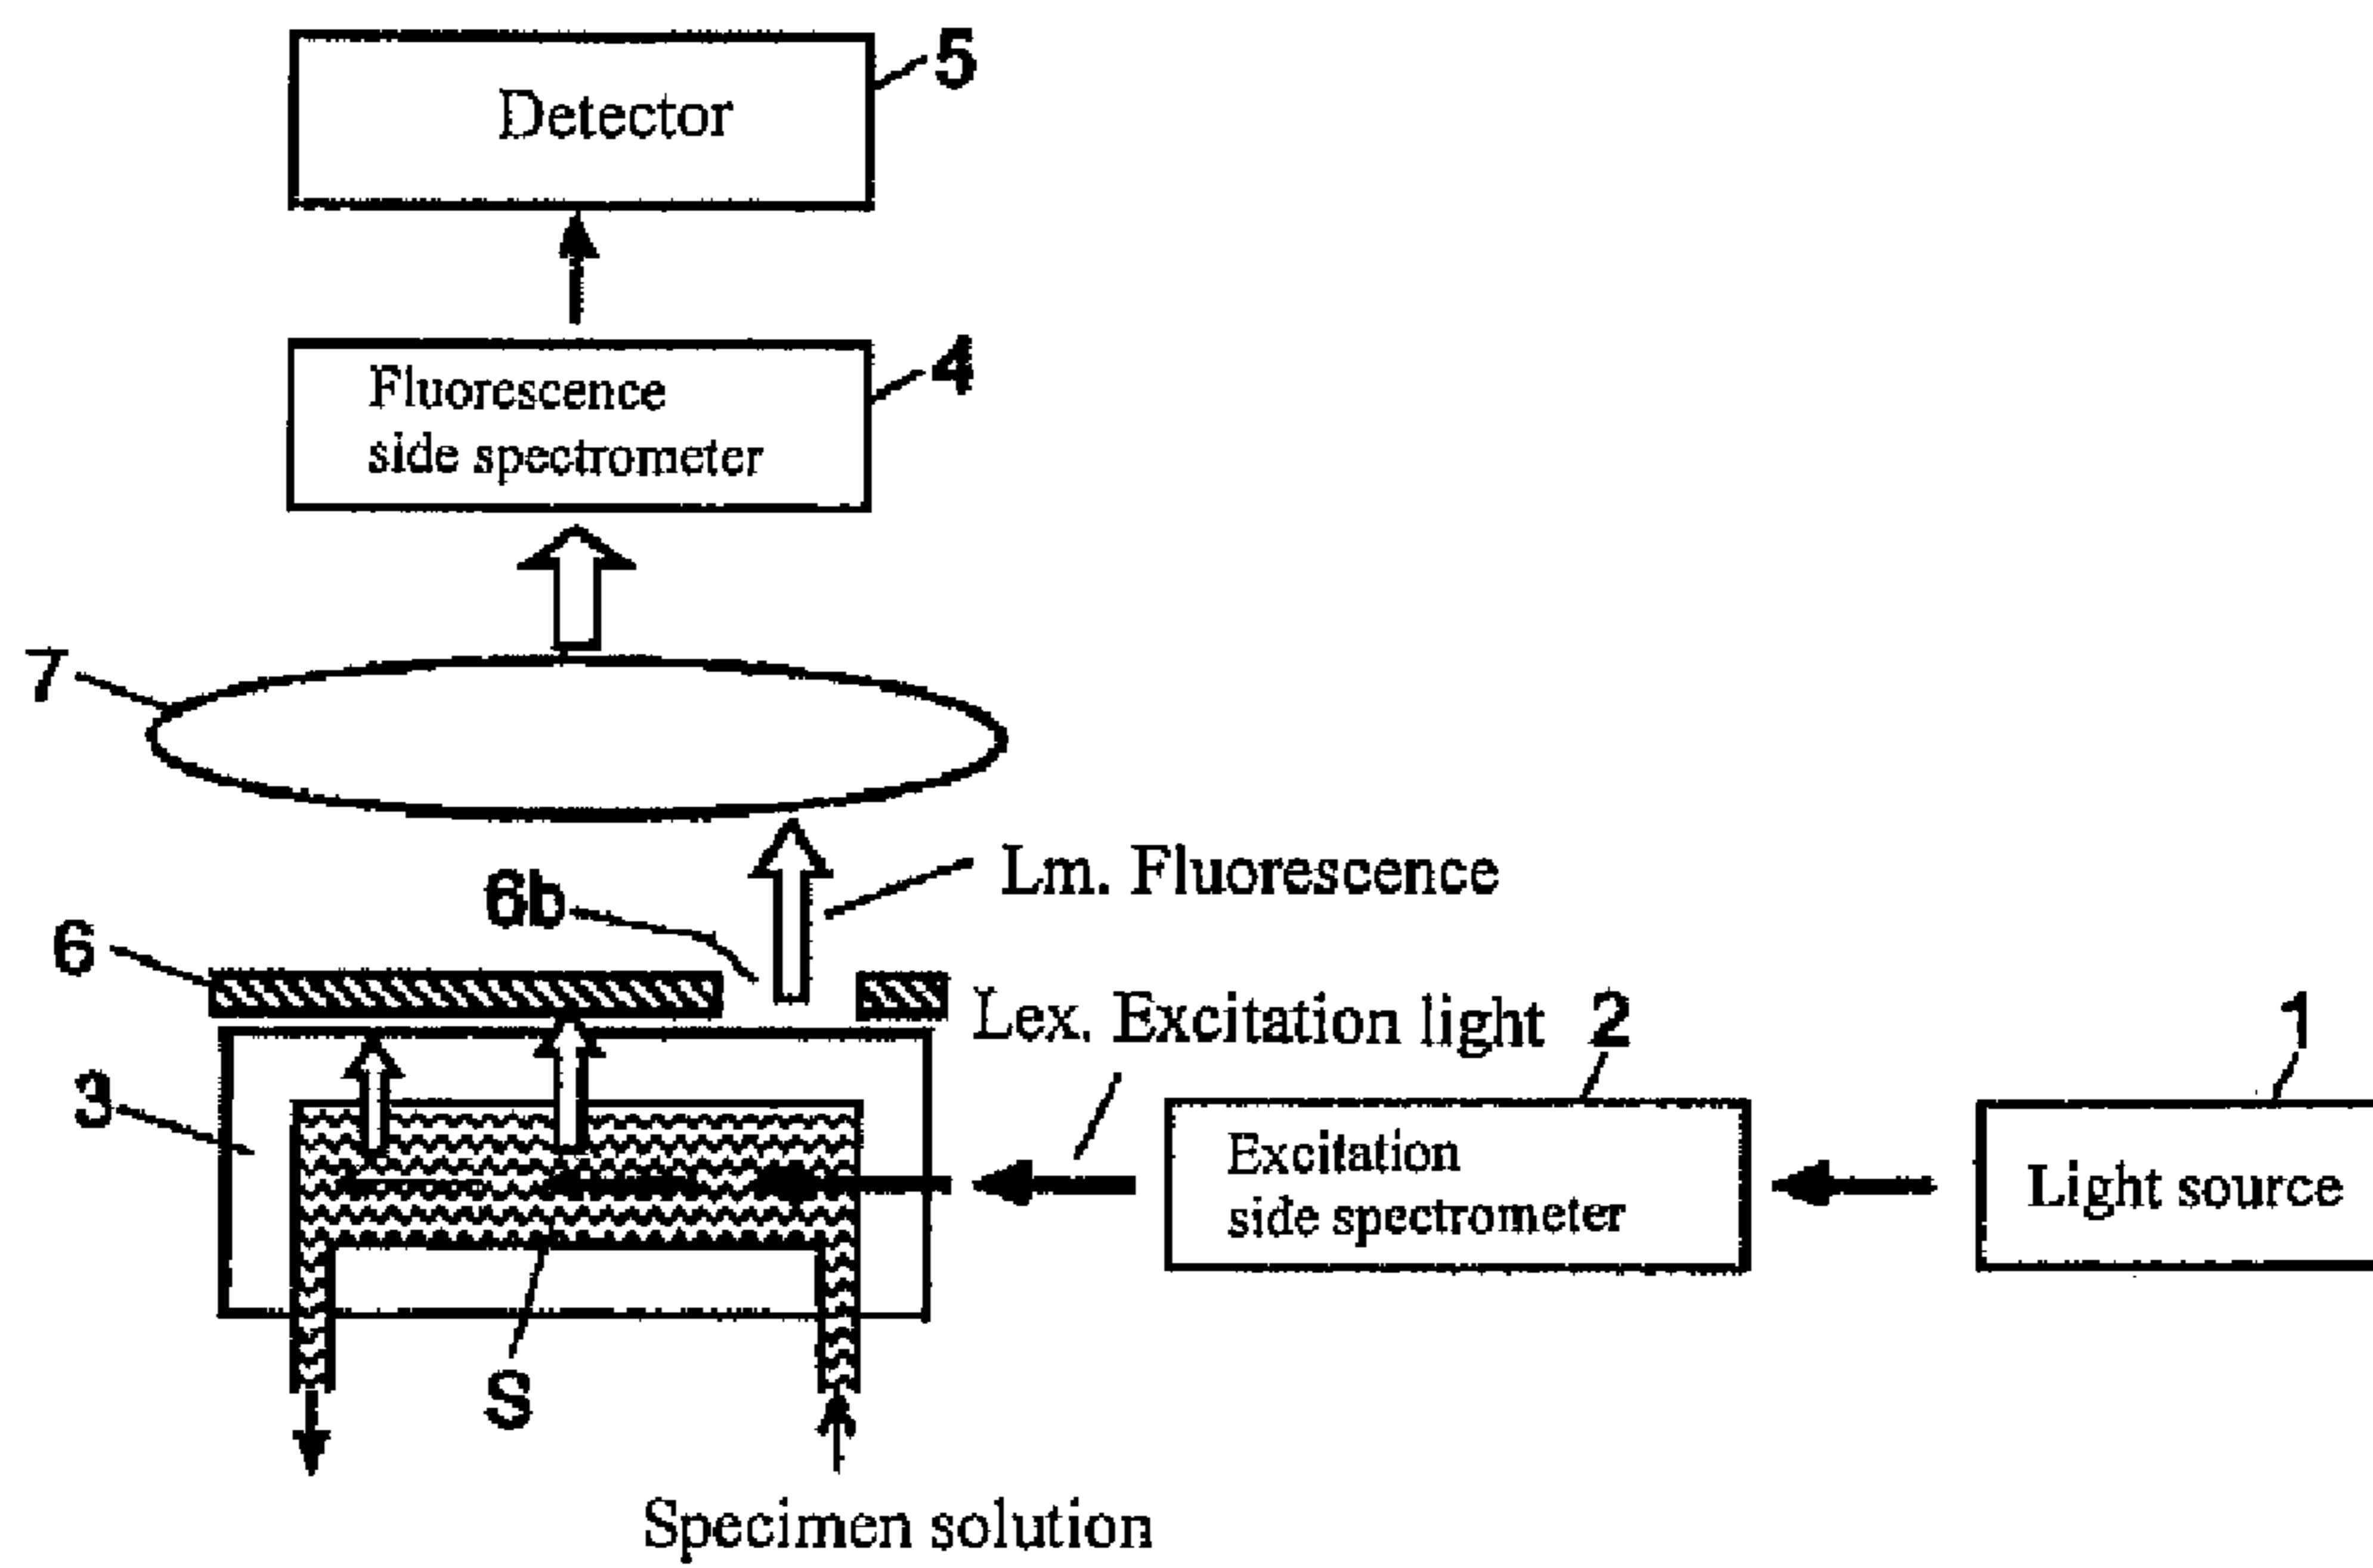 5
Detector
4
Fluorescence
side spectrometer
7
Lm. Fluorescence
6b
6
Lex. Excitation light
2
1
3
Excitation
side spectrometer
Light source
S
Specimen solution